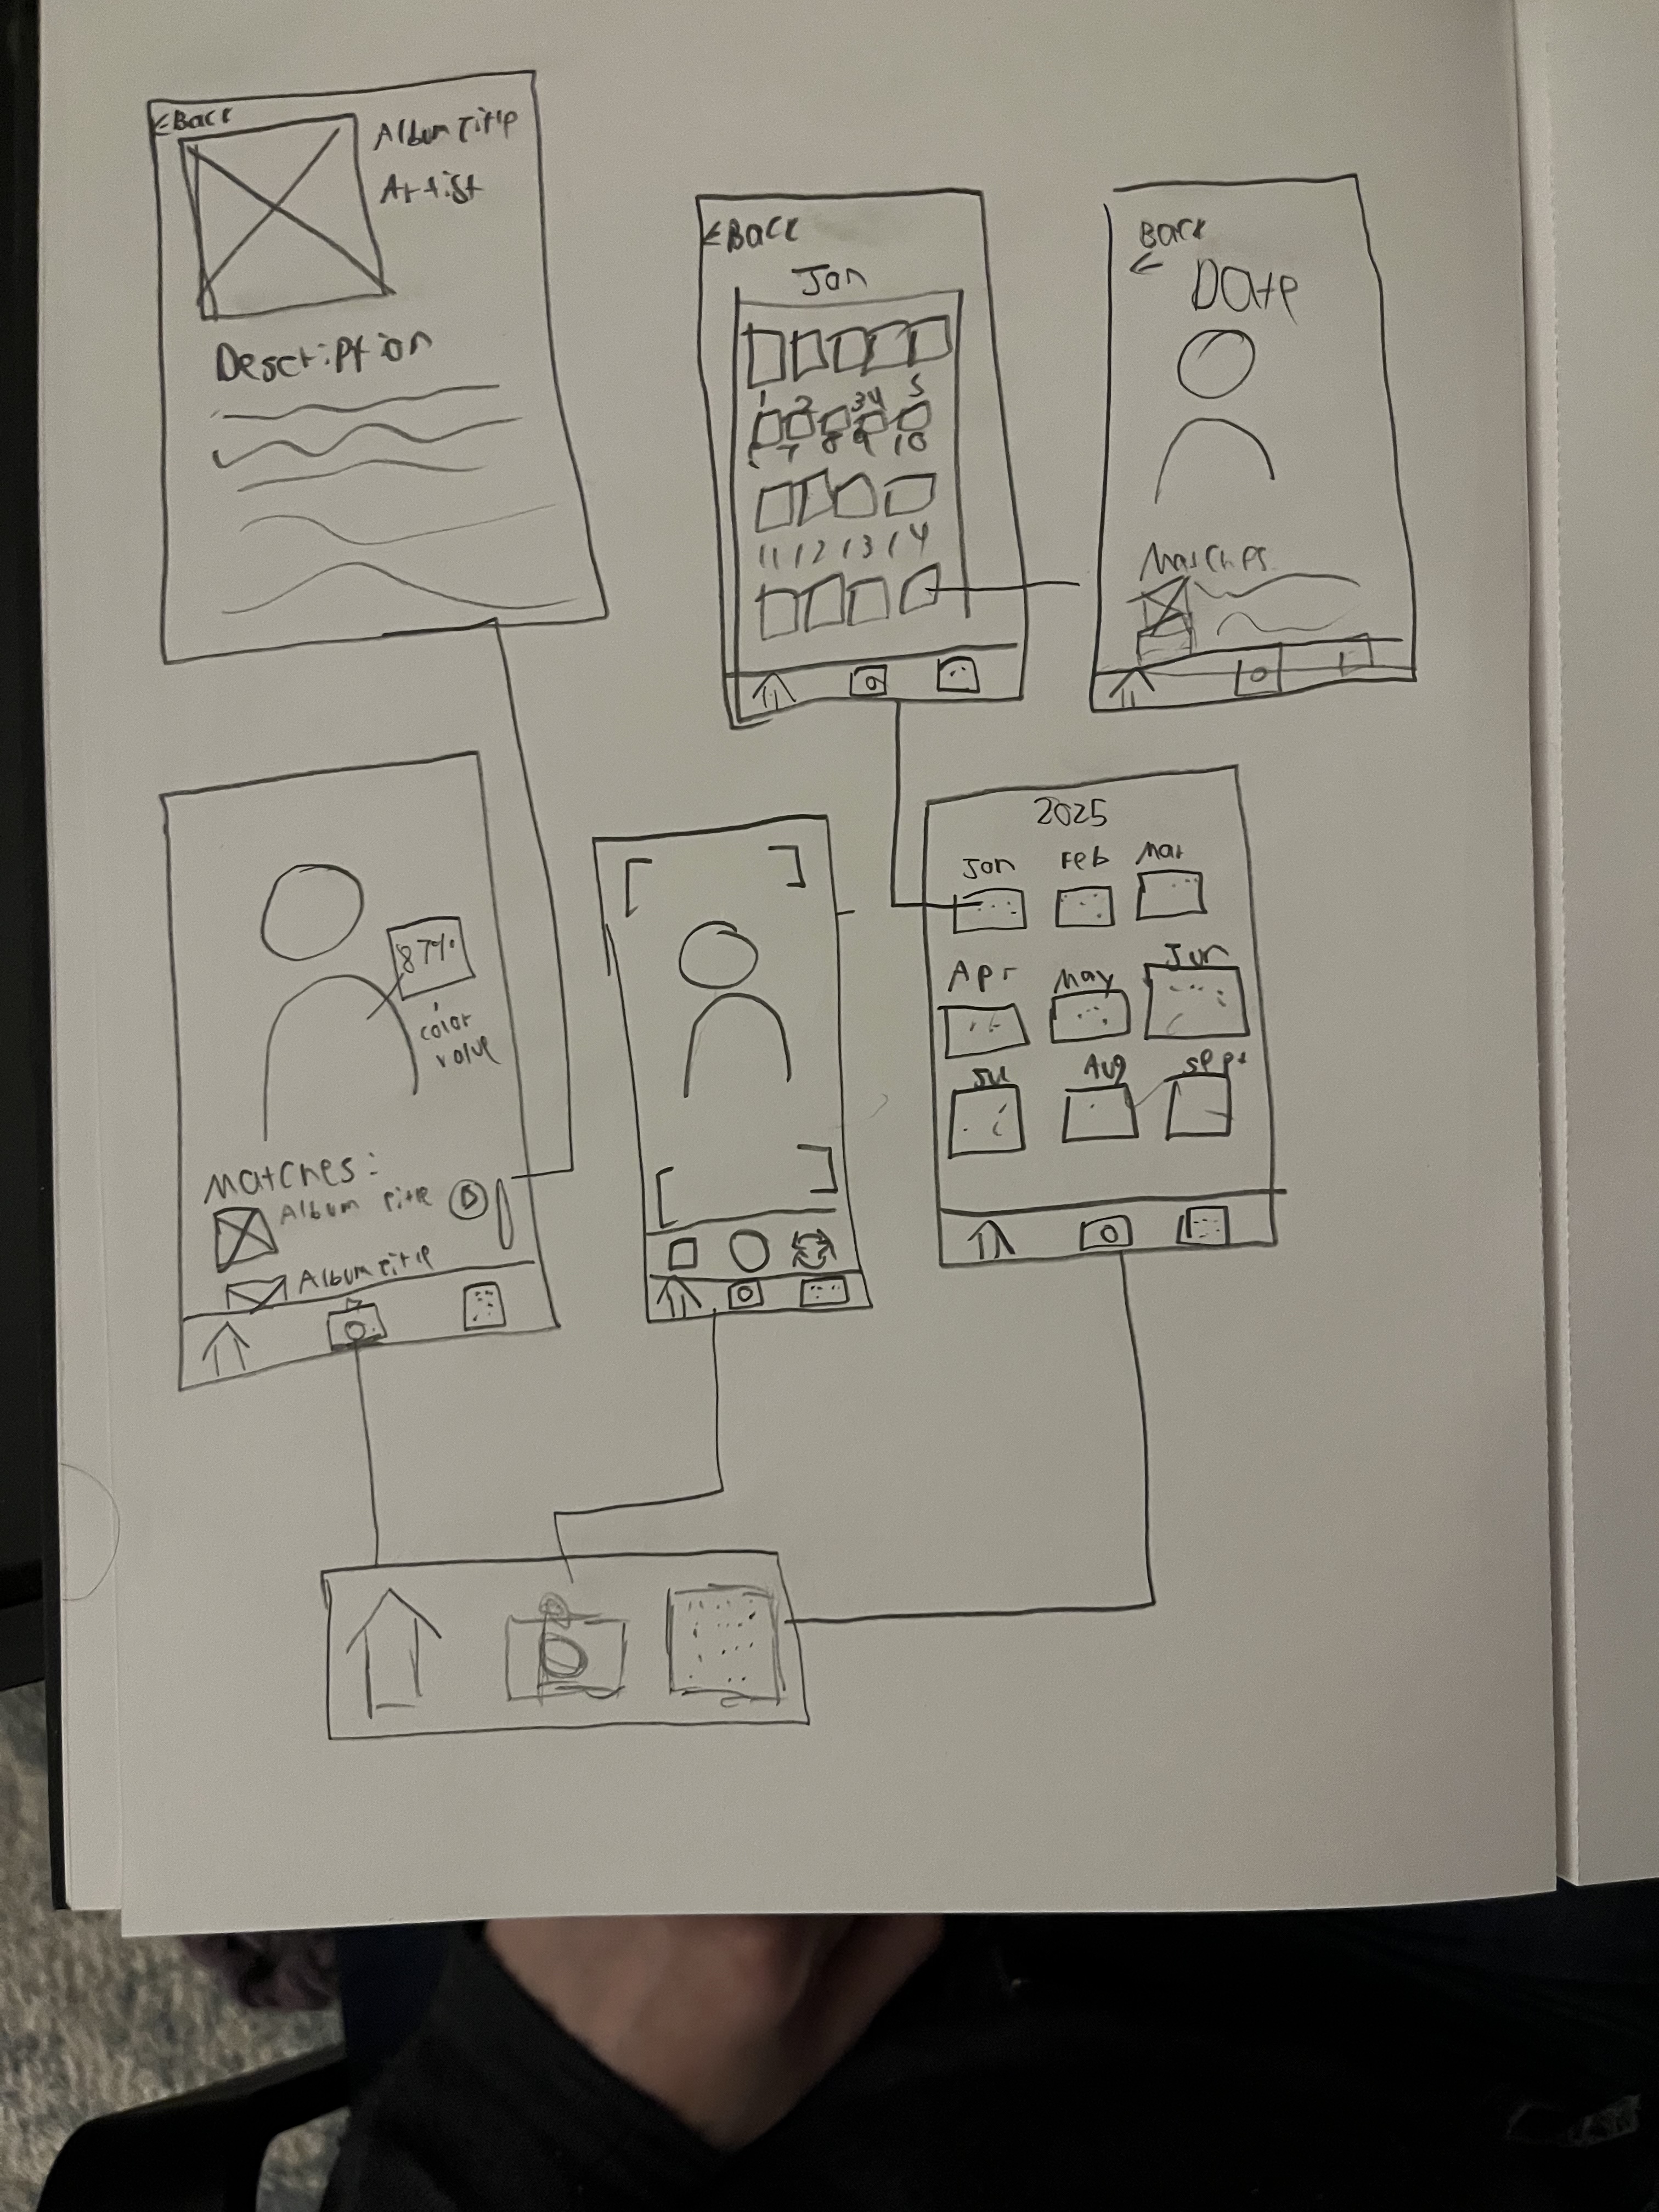 ←Back
Album Title
Artist
Description
←Back
Jan
1 2 3 4 5
6 7 8 9 10
11 12 13 14
Back
←
Date
Matches
87%
color
value
Matches:
Album Title
Album Title
2025
Jan Feb Mar
Apr May Jun
Jul Aug Sept